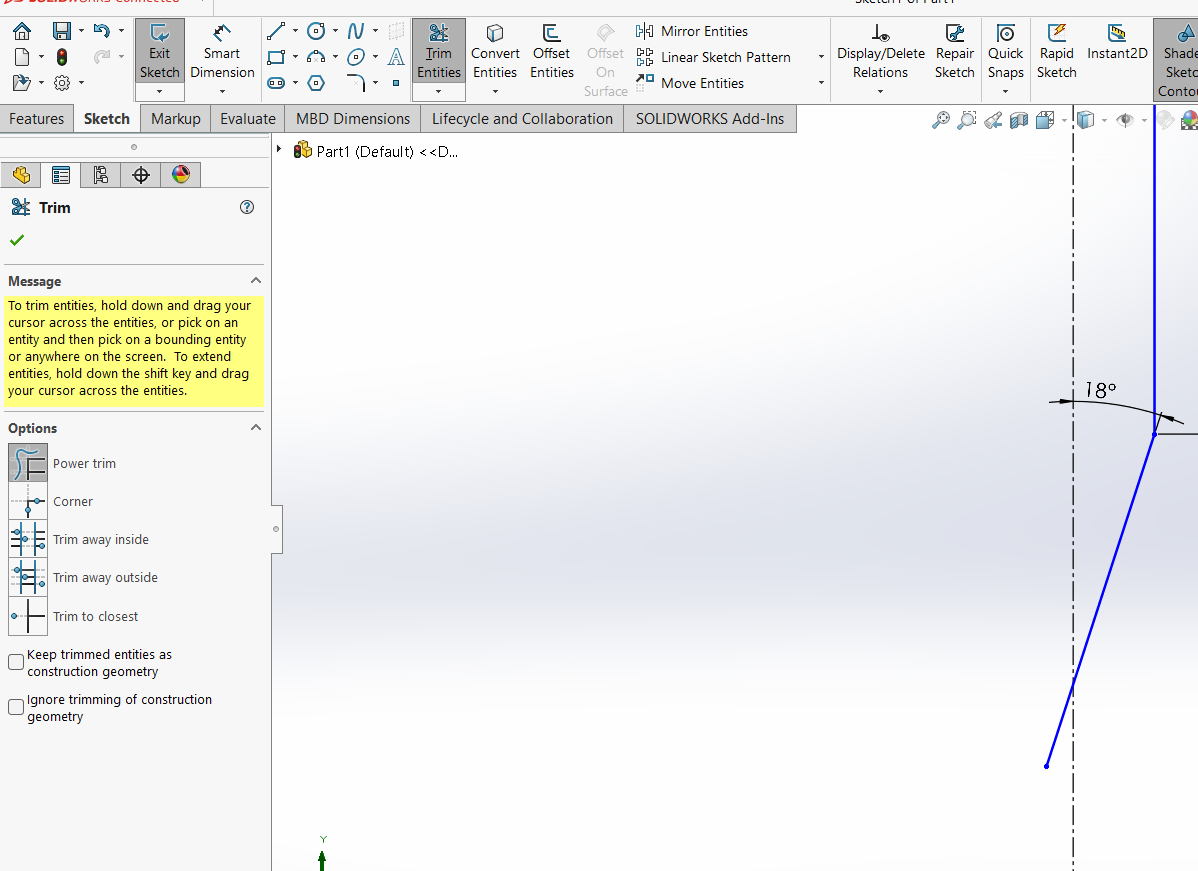 Exit
Sketch
Smart
Dimension
Trim
Entities
Convert
Entities
Offset
Entities
Offset
On
Surface
Mirror Entities
Linear Sketch Pattern
Move Entities
Display/Delete
Relations
Repair
Sketch
Quick
Snaps
Rapid
Sketch
Instant2D
Features
Sketch
Markup
Evaluate
MBD Dimensions
Lifecycle and Collaboration
SOLIDWORKS Add-Ins
Part1 (Default) <<D...
Trim
Message
To trim entities, hold down and drag your
cursor across the entities, or pick on an
entity and then pick on a bounding entity
or anywhere on the screen. To extend
entities, hold down the shift key and drag
your cursor across the entities.
Options
Power trim
Corner
Trim away inside
Trim away outside
Trim to closest
Keep trimmed entities as
construction geometry
Ignore trimming of construction
geometry
18°
Y